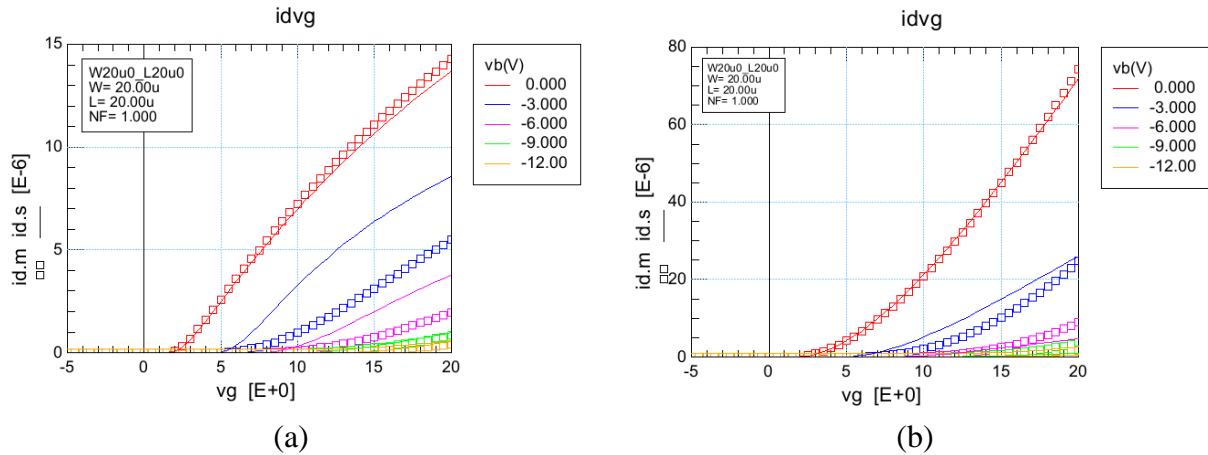 idvg
15
10
5
0
id.m id.s [E-6]
W20u0_L20u0
W= 20.00u
L= 20.00u
NF= 1.000
-5 0 5 10 15 20
vg [E+0]
vb(V)
0.000
-3.000
-6.000
-9.000
-12.00
(a)
idvg
80
60
40
20
0
id.m id.s [E-6]
W20u0_L20u0
W= 20.00u
L= 20.00u
NF= 1.000
-5 0 5 10 15 20
vg [E+0]
vb(V)
0.000
-3.000
-6.000
-9.000
-12.00
(b)